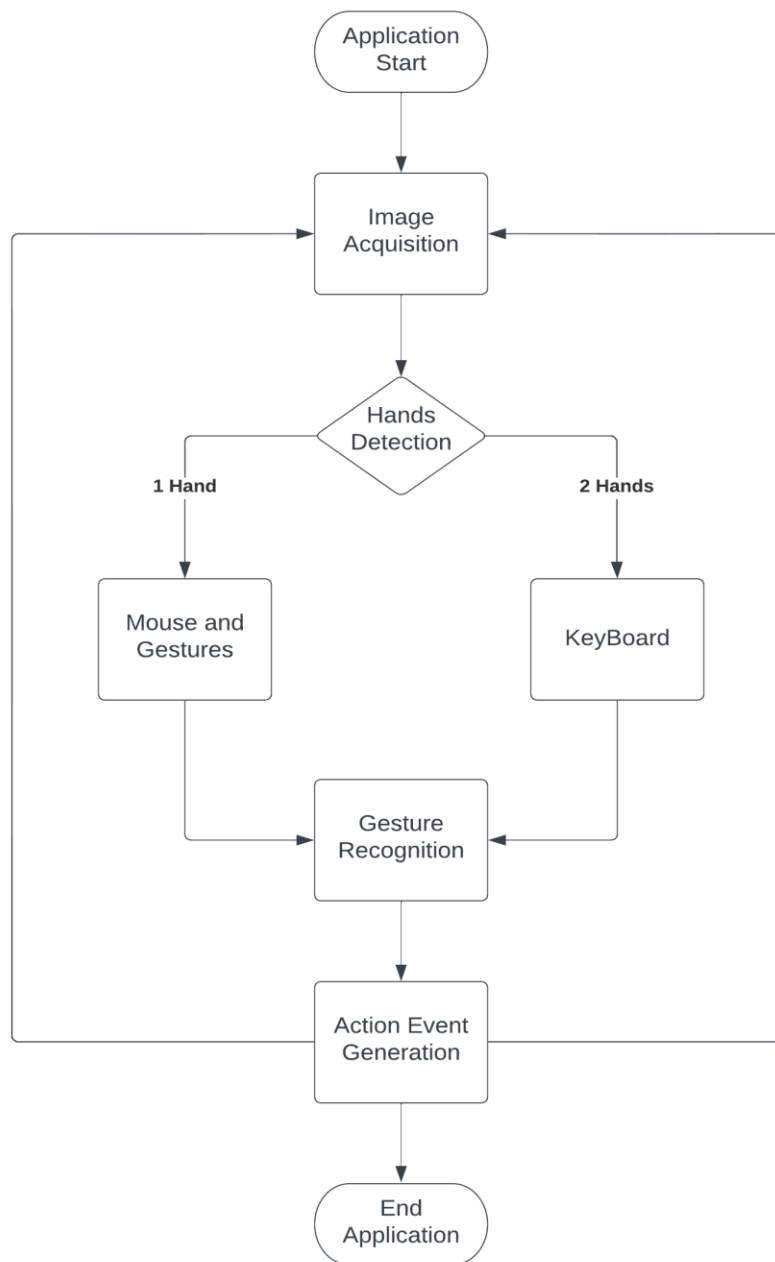 Application
Start
Image
Acquisition
Hands
Detection
1 Hand
2 Hands
Mouse and
Gestures
KeyBoard
Gesture
Recognition
Action Event
Generation
End
Application